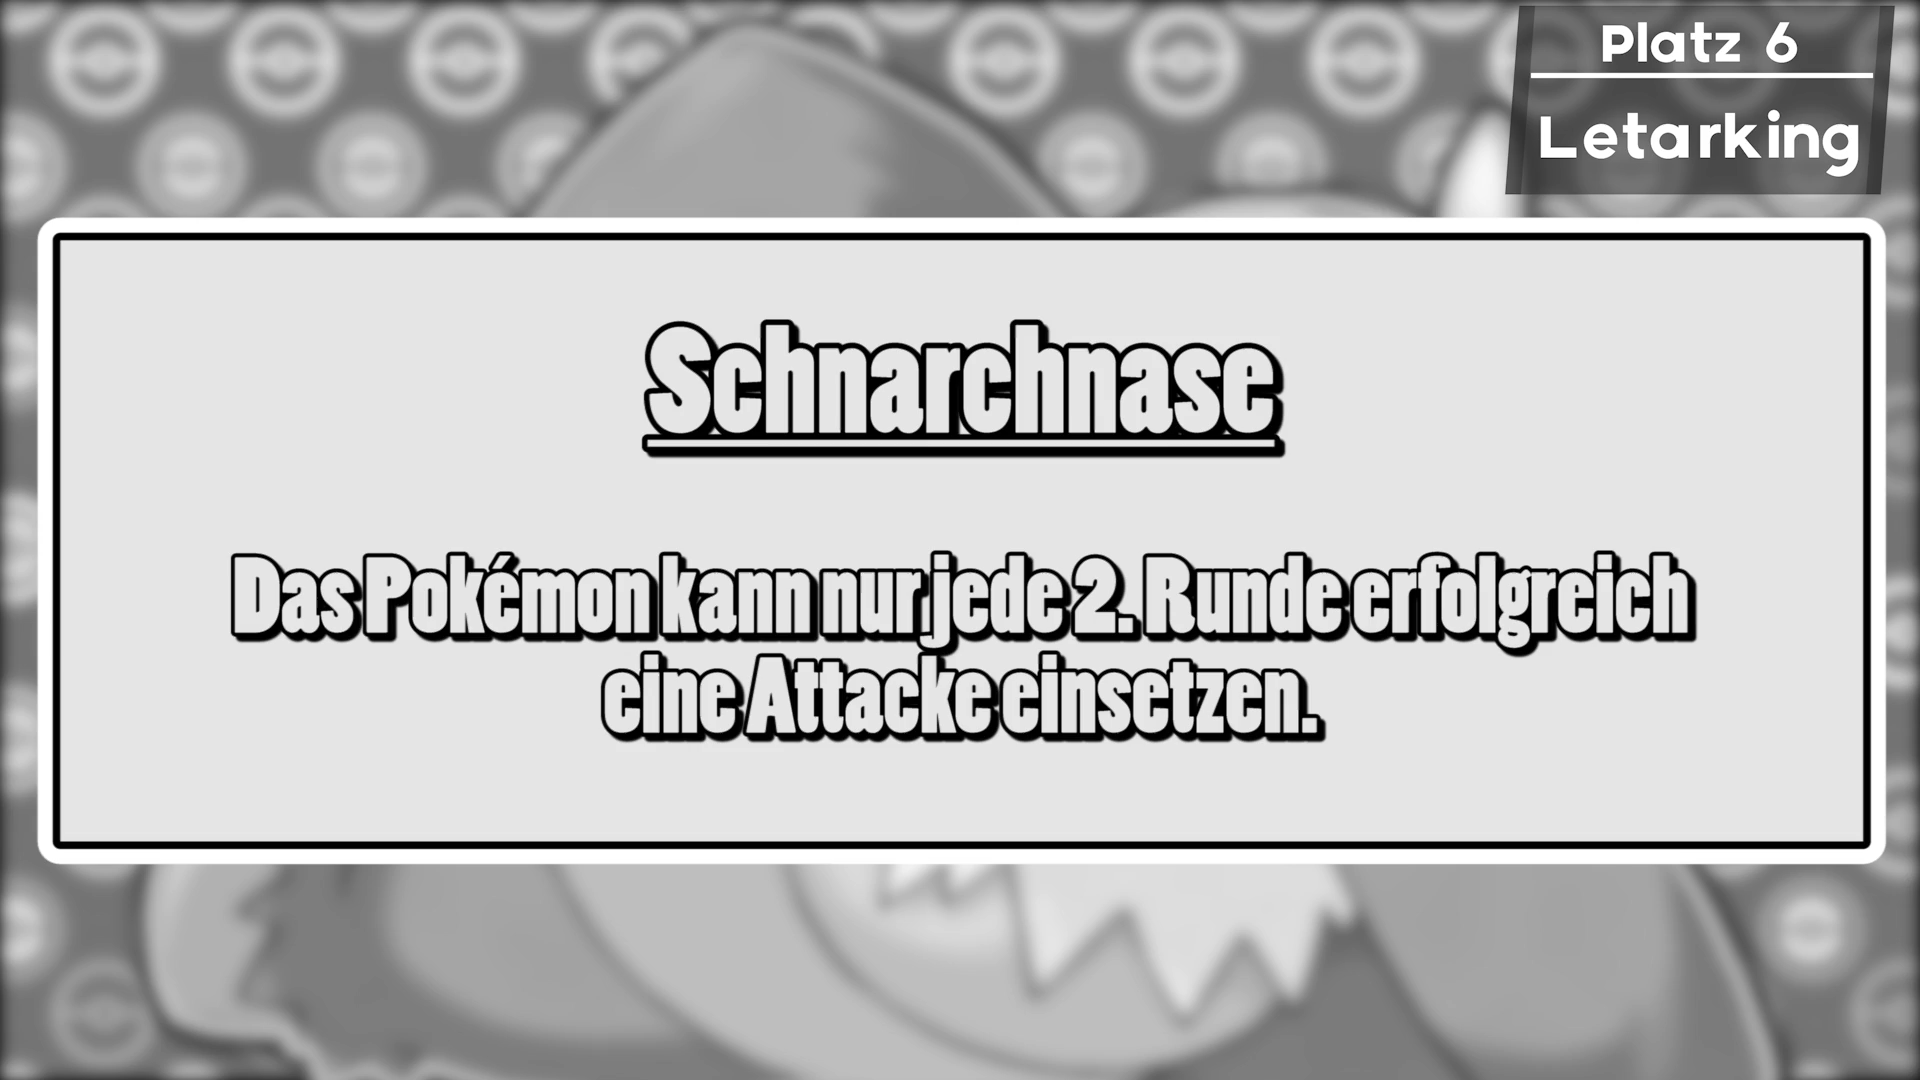 Platz 6
Letarking
Schnarchnase
Das Pokémon kann nur jede 2. Runde erfolgreich
eine Attacke einsetzen.